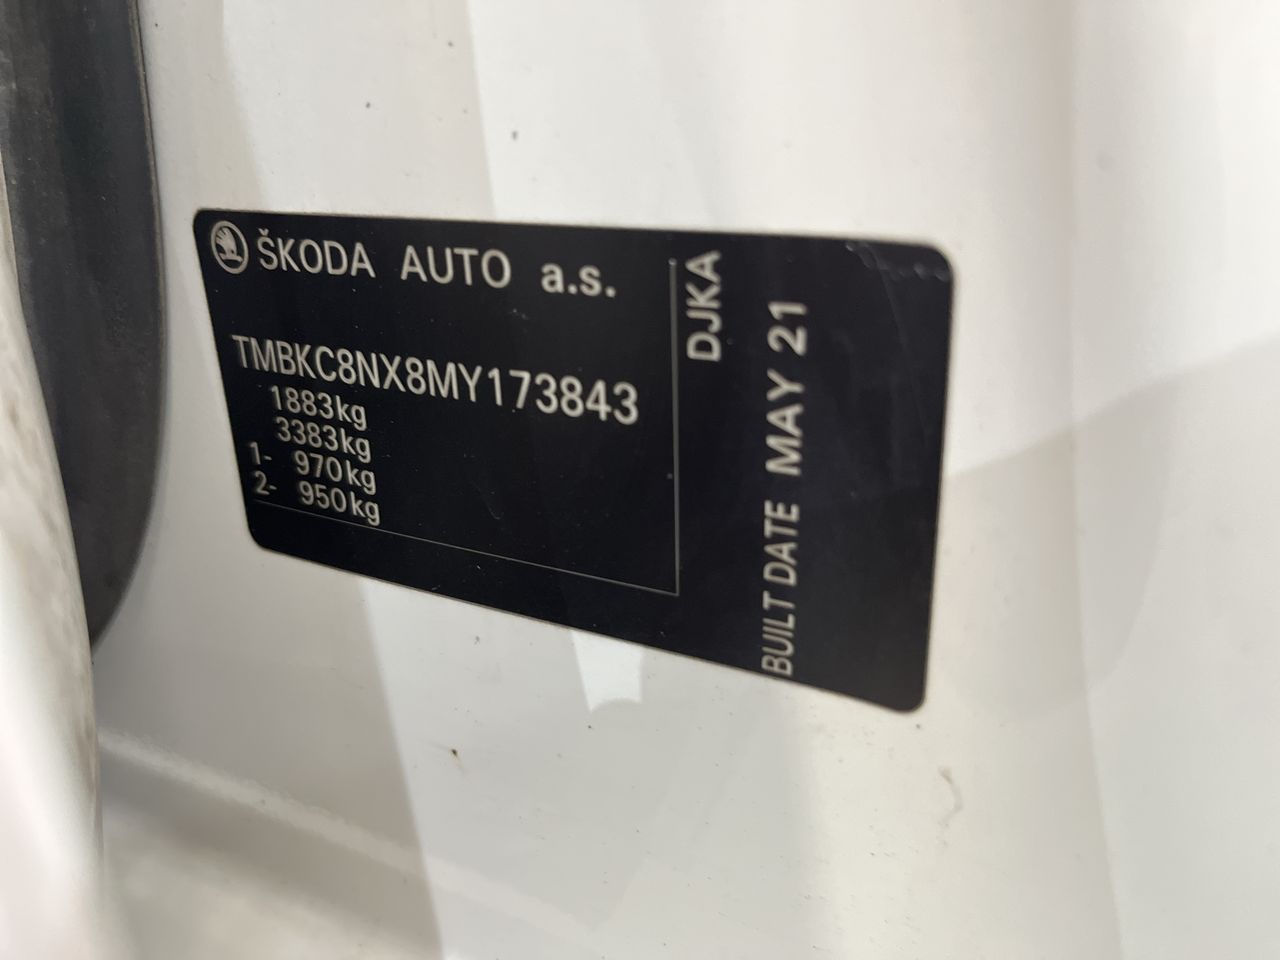 ŠKODA AUTO a.s.
TMBKC8NX8MY173843
1883kg
3383kg
1- 970kg
2- 950kg
DJKA
BUILT DATE MAY 21